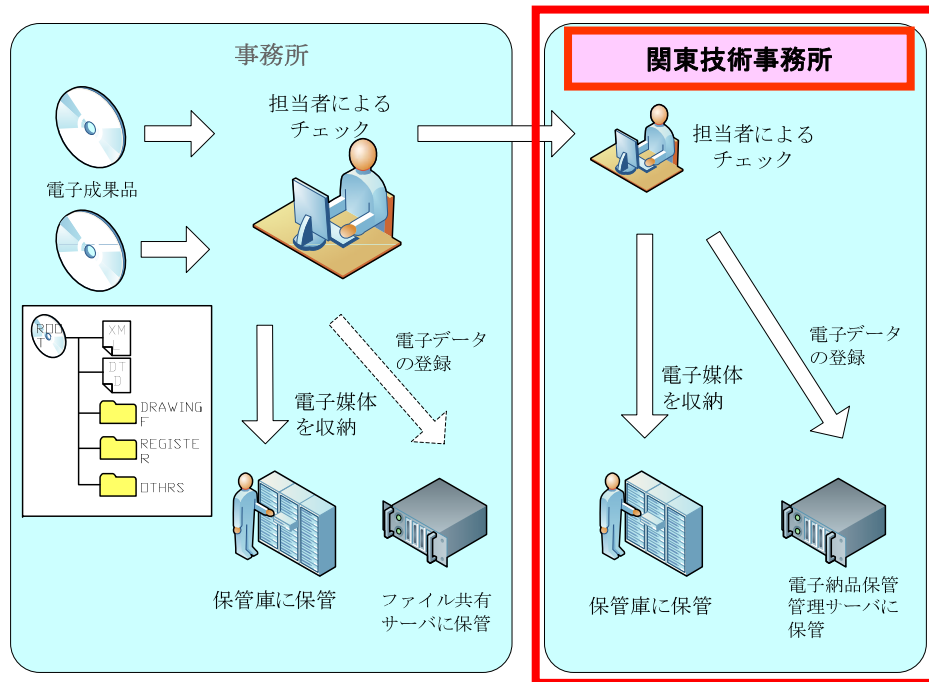 事務所
担当者による
チェック
電子成果品
ROO
T
XM
L
DT
D
DRAWING
F
REGISTE
R
OTHRS
電子データ
の登録
電子媒体
を収納
保管庫に保管
ファイル共有
サーバに保管
関東技術事務所
担当者による
チェック
電子データ
の登録
電子媒体
を収納
保管庫に保管
電子納品保管
管理サーバに
保管